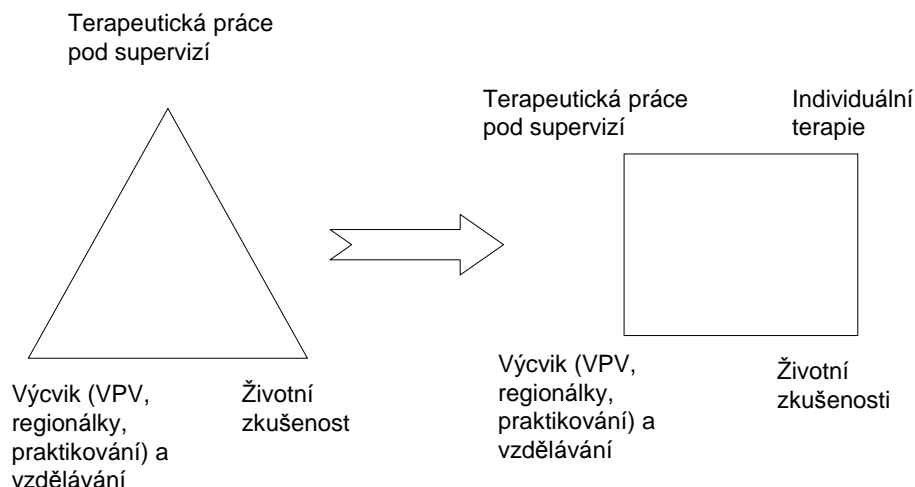 Terapeutická práce
pod supervizí
Terapeutická práce
pod supervizí
Individuální
terapie
Výcvik (VPV,
regionálky,
praktikování) a
vzdělávání
Životní
zkušenost
Výcvik (VPV,
regionálky,
praktikování) a
vzdělávání
Životní
zkušenosti